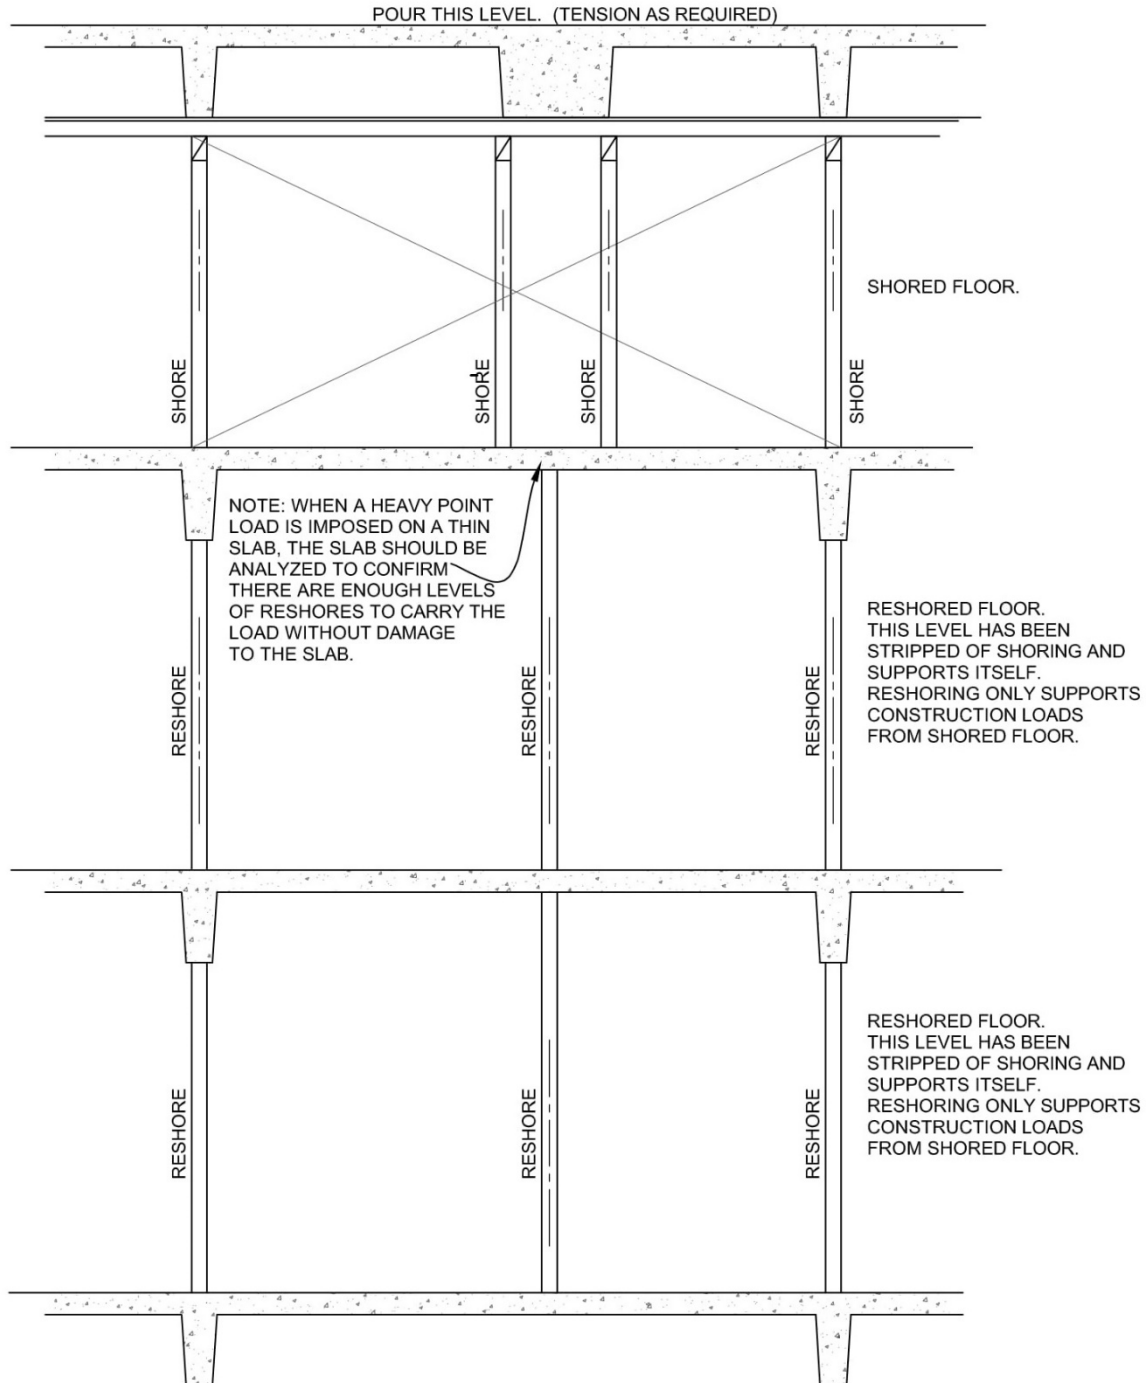 POUR THIS LEVEL. (TENSION AS REQUIRED)
SHORED FLOOR.
SHORE
SHORE
SHORE
SHORE
NOTE: WHEN A HEAVY POINT
LOAD IS IMPOSED ON A THIN
SLAB, THE SLAB SHOULD BE
ANALYZED TO CONFIRM
THERE ARE ENOUGH LEVELS
OF RESHORES TO CARRY THE
LOAD WITHOUT DAMAGE
TO THE SLAB.
RESHORED FLOOR.
THIS LEVEL HAS BEEN
STRIPPED OF SHORING AND
SUPPORTS ITSELF.
RESHORING ONLY SUPPORTS
CONSTRUCTION LOADS
FROM SHORED FLOOR.
RESHORE
RESHORE
RESHORE
RESHORED FLOOR.
THIS LEVEL HAS BEEN
STRIPPED OF SHORING AND
SUPPORTS ITSELF.
RESHORING ONLY SUPPORTS
CONSTRUCTION LOADS
FROM SHORED FLOOR.
RESHORE
RESHORE
RESHORE